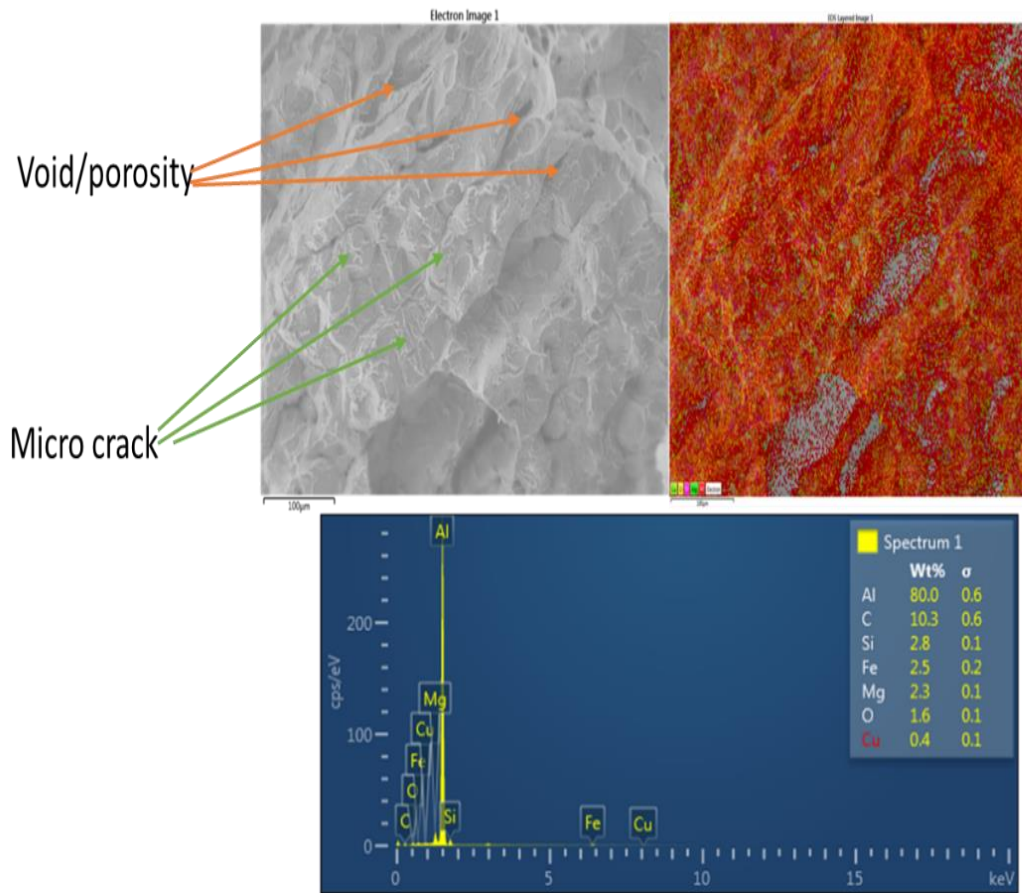 Electron Image 1
EDS Layered Image 1
Void/porosity
Micro crack
100µm
Electron
100µm
Al
Spectrum 1
Wt% σ
Al 80.0 0.6
C 10.3 0.6
Si 2.8 0.1
Fe 2.5 0.2
Mg 2.3 0.1
O 1.6 0.1
Cu 0.4 0.1
cps/eV
200
100
0
Mg
Cu
Fe
O
C
Si
Fe
Cu
0
5
10
15
keV